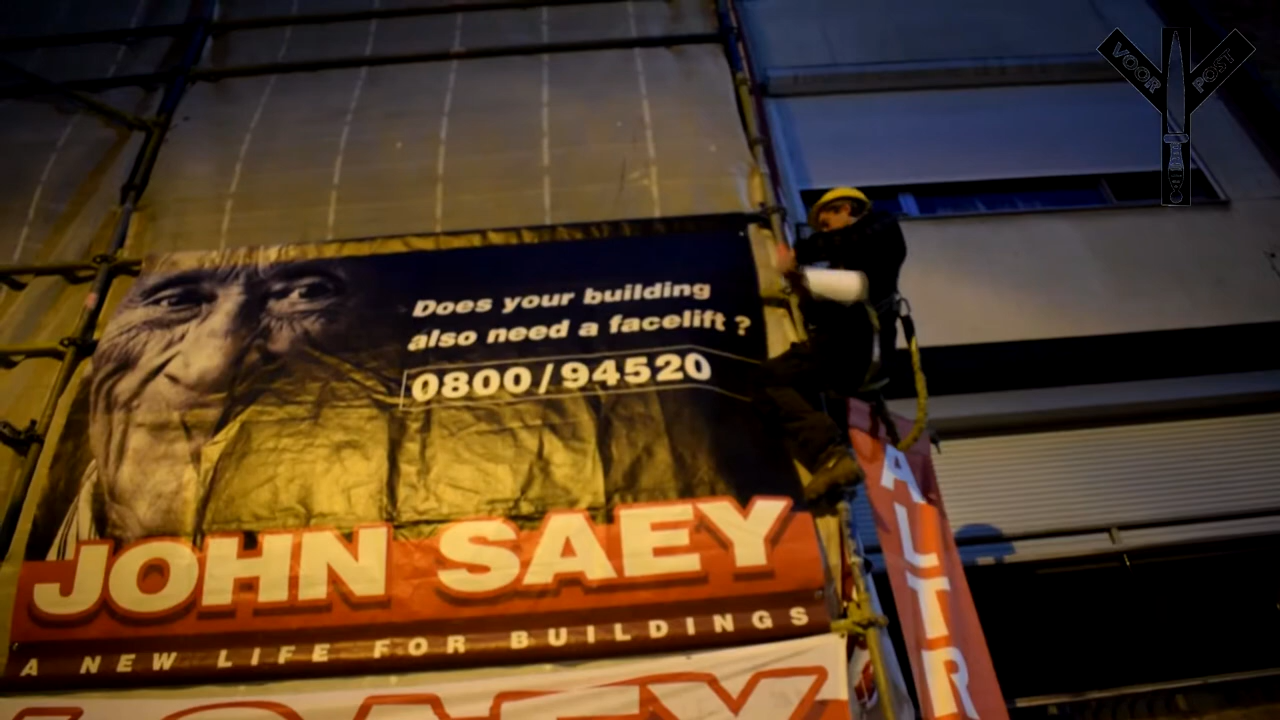 VOOR POST
Does your building
also need a facelift ?
0800/94520
JOHN SAEY
A NEW LIFE FOR BUILDINGS
ALTR